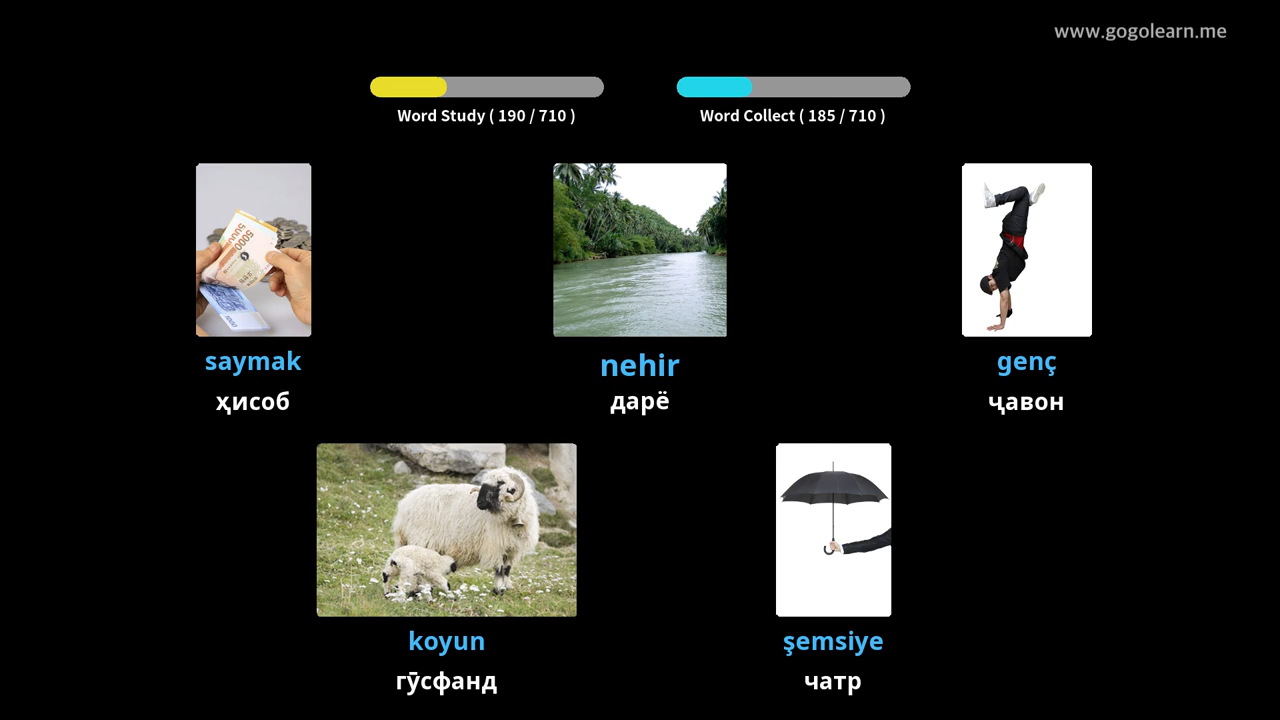 www.gogolearn.me
Word Study ( 190 / 710 )
Word Collect ( 185 / 710 )
saymak
ҳисоб
nehir
дарё
genç
ҷавон
koyun
гӯсфанд
şemsiye
чатр